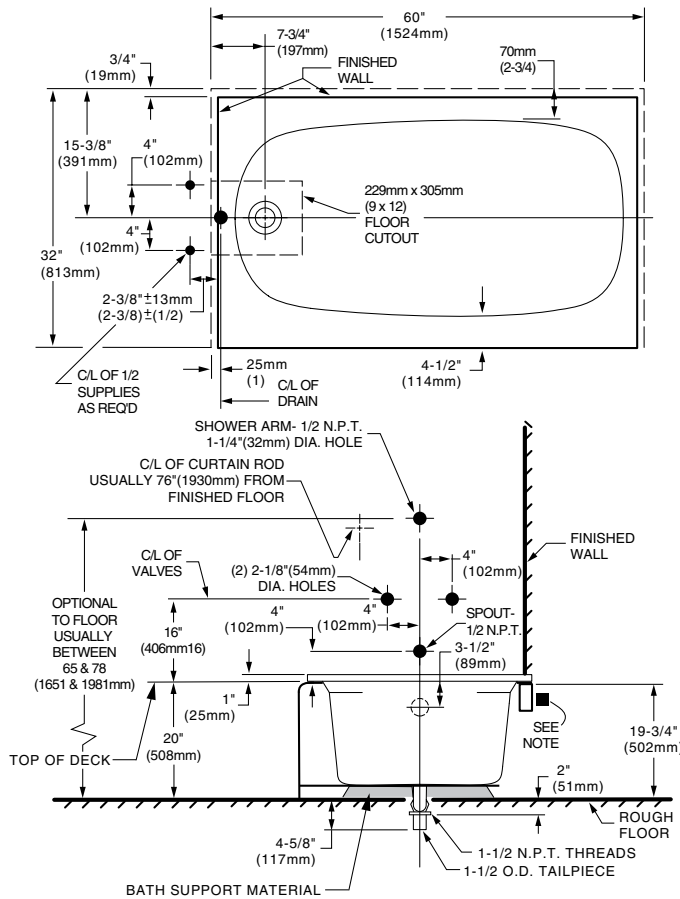 60"
(1524mm)
7-3/4"
(197mm)
3/4"
(19mm)
FINISHED
WALL
70mm
(2-3/4)
15-3/8"
(391mm)
4"
(102mm)
229mm x 305mm
(9 x 12)
FLOOR
CUTOUT
4"
(102mm)
32"
(813mm)
2-3/8"±13mm
(2-3/8)±(1/2)
C/L OF 1/2
SUPPLIES
AS REQ'D
25mm
(1)
C/L OF
DRAIN
4-1/2"
(114mm)
SHOWER ARM- 1/2 N.P.T.
1-1/4"(32mm) DIA. HOLE
C/L OF CURTAIN ROD
USUALLY 76"(1930mm) FROM
FINISHED FLOOR
FINISHED
WALL
C/L OF
VALVES
(2) 2-1/8"(54mm)
DIA. HOLES
4"
(102mm)
OPTIONAL
TO FLOOR
USUALLY
BETWEEN
65 & 78
(1651 & 1981mm)
16"
(406mm16)
4"
(102mm)
4"
(102mm)
SPOUT-
1/2 N.P.T.
3-1/2"
(89mm)
1"
(25mm)
TOP OF DECK
20"
(508mm)
SEE
NOTE
19-3/4"
(502mm)
2"
(51mm)
ROUGH
FLOOR
4-5/8"
(117mm)
1-1/2 N.P.T. THREADS
1-1/2 O.D. TAILPIECE
BATH SUPPORT MATERIAL